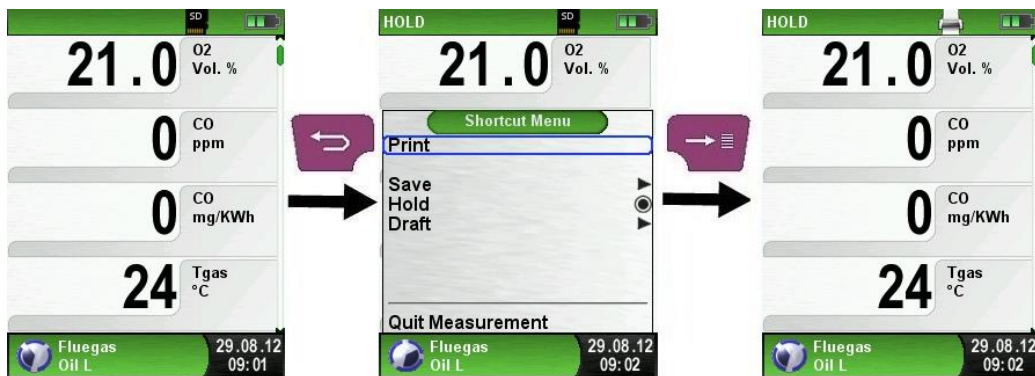 SD
21.0 O2
Vol. %
0 CO
ppm
0 CO
mg/KWh
24 Tgas
°C
Fluegas
Oil L
29.08.12
09:01
HOLD
SD
21.0 O2
Vol. %
Shortcut Menu
Print
Save
Hold
Draft
Quit Measurement
Fluegas
Oil L
29.08.12
09:02
HOLD
21.0 O2
Vol. %
0 CO
ppm
0 CO
mg/KWh
24 Tgas
°C
Fluegas
Oil L
29.08.12
09:02